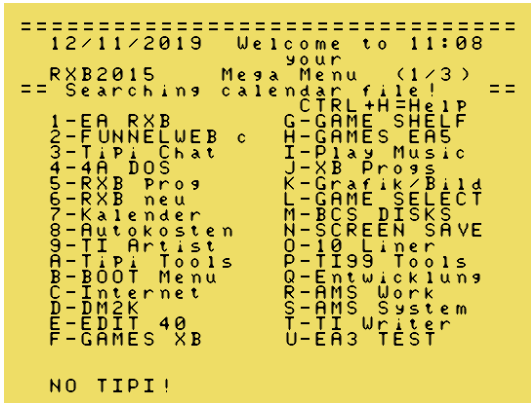 ==================================
12/11/2019 Welcome to 11:08
your
RXB2015 Mega Menu (1/3)
== Searching calendar file! ==
CTRL+H=Help
1-EA RXB G-GAME SHELF
2-FUNNELWEB c H-GAMES EA5
3-TiPi Chat I-Play Music
4-4A DOS J-XB Progs
5-RXB Prog K-Grafik/Bild
6-RXB neu L-GAME SELECT
7-Kalender M-BCS DISKS
8-Autokosten N-SCREEN SAVE
9-TI Artist O-10 Liner
A-TiPi Tools P-TI99 Tools
B-BOOT Menu Q-Entwicklung
C-Internet R-AMS Work
D-DM2K S-AMS System
E-EDIT 40 T-TI Writer
F-GAMES XB U-EA3 TEST
NO TIPI!